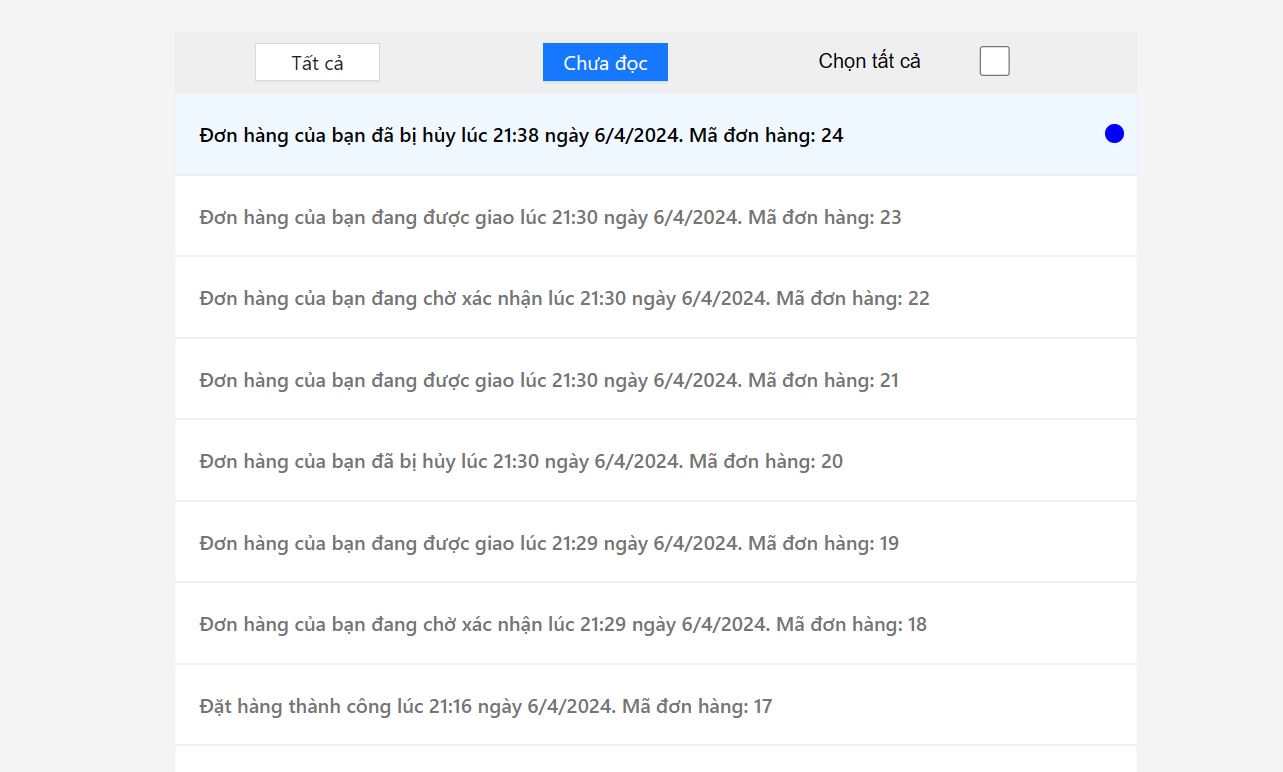 Tất cả
Chưa đọc
Chọn tất cả
Đơn hàng của bạn đã bị hủy lúc 21:38 ngày 6/4/2024. Mã đơn hàng: 24
Đơn hàng của bạn đang được giao lúc 21:30 ngày 6/4/2024. Mã đơn hàng: 23
Đơn hàng của bạn đang chờ xác nhận lúc 21:30 ngày 6/4/2024. Mã đơn hàng: 22
Đơn hàng của bạn đang được giao lúc 21:30 ngày 6/4/2024. Mã đơn hàng: 21
Đơn hàng của bạn đã bị hủy lúc 21:30 ngày 6/4/2024. Mã đơn hàng: 20
Đơn hàng của bạn đang được giao lúc 21:29 ngày 6/4/2024. Mã đơn hàng: 19
Đơn hàng của bạn đang chờ xác nhận lúc 21:29 ngày 6/4/2024. Mã đơn hàng: 18
Đặt hàng thành công lúc 21:16 ngày 6/4/2024. Mã đơn hàng: 17